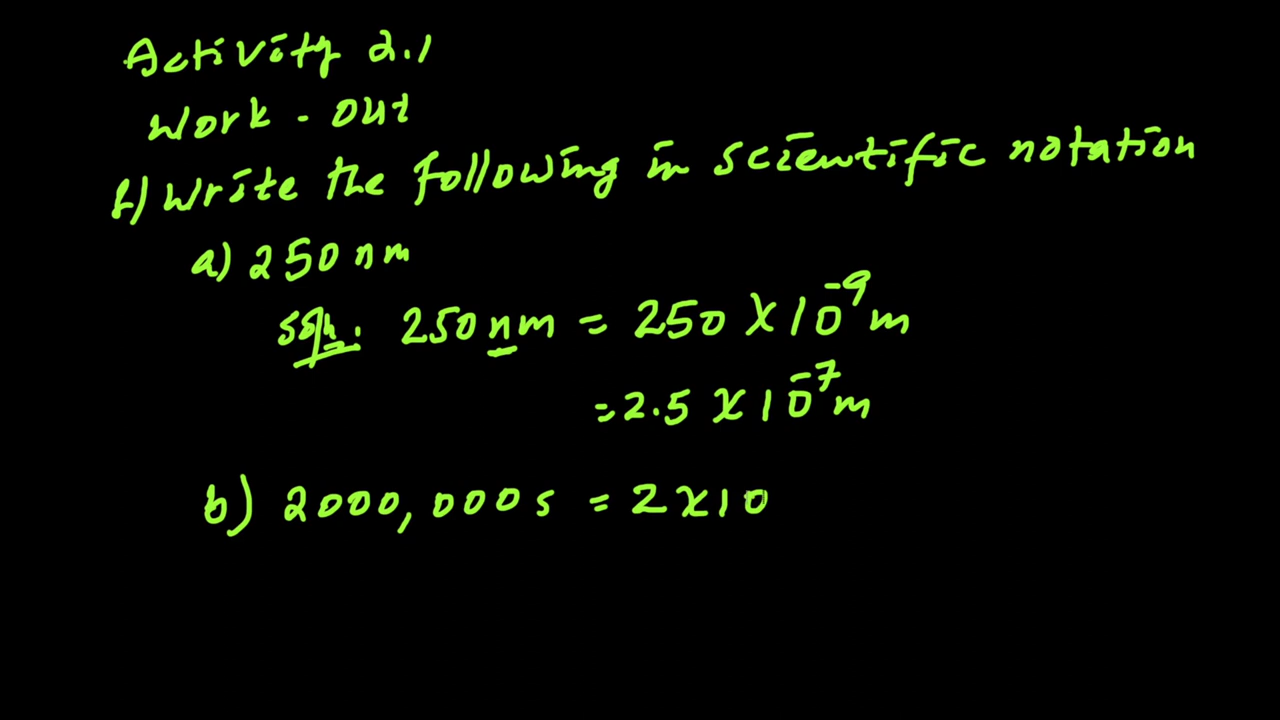 Activity 2.1
Work - out
1) Write the following in scientific notation
a) 250 nm
Soln: 250 nm = 250 × 10⁻⁹ m
= 2.5 × 10⁻⁷ m
b) 2000,000 s = 2 × 10